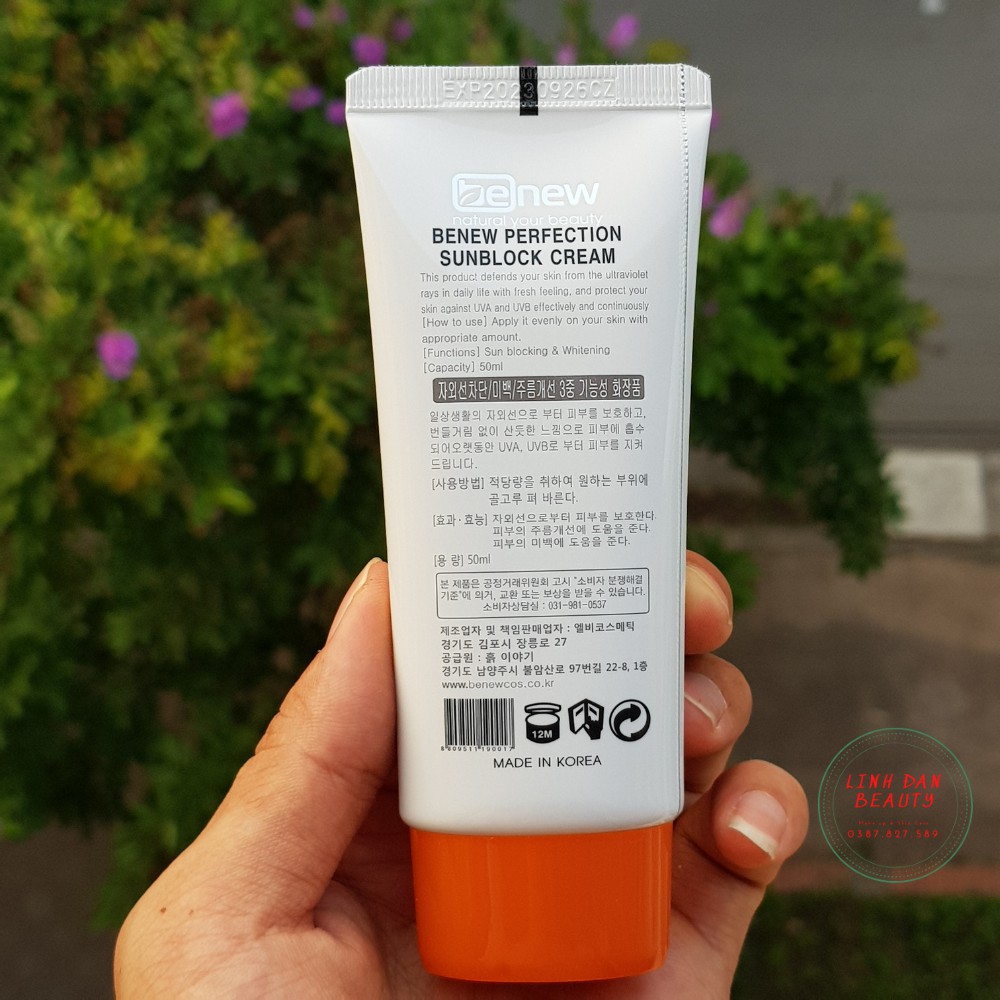 EXP20230926CZ
benew
natural your beauty
BENEW PERFECTION
SUNBLOCK CREAM
This product defends your skin from the ultraviolet
rays in daily life with fresh feeling, and protect your
skin against UVA and UVB effectively and continuously
[How to use] Apply it evenly on your skin with
appropriate amount.
[Functions] Sun blocking & Whitening
[Capacity] 50ml
자외선차단/미백/주름개선 3중 기능성 화장품
일상생활의 자외선으로 부터 피부를 보호하고,
번들거림 없이 산듯한 느낌으로 피부에 흡수
되어오랫동안 UVA, UVB로 부터 피부를 지켜
드립니다.
[사용방법] 적당량을 취하여 원하는 부위에
골고루 펴 바른다.
[효과·효능] 자외선으로부터 피부를 보호한다.
피부의 주름개선에 도움을 준다.
피부의 미백에 도움을 준다.
[용 량] 50ml
본 제품은 공정거래위원회 고시 "소비자 분쟁해결
기준"에 의거, 교환 또는 보상을 받을 수 있습니다.
소비자상담실 : 031-981-0537
제조업자 및 책임판매업자 : 엘비코스메틱
경기도 김포시 장릉로 27
공급원 : 흙 이야기
경기도 남양주시 불암산로 97번길 22-8, 1층
www.benewcos.co.kr
8809511190017
12M
MADE IN KOREA
LINH DAN
BEAUTY
0387.827.589